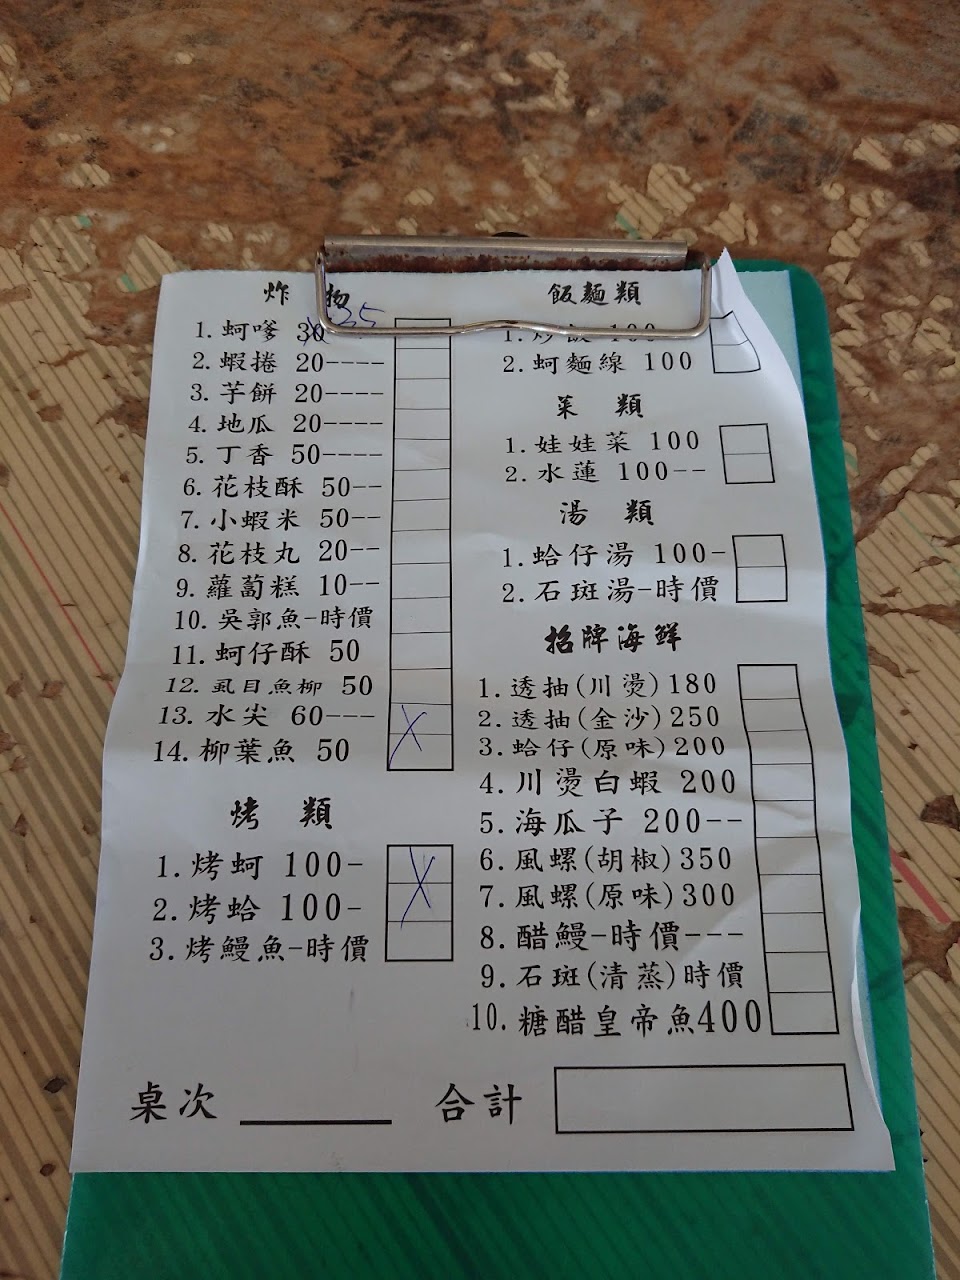 炸 物
1. 蚵嗲 30 35
2. 蝦捲 20----
3. 芋餅 20----
4. 地瓜 20----
5. 丁香 50----
6. 花枝酥 50--
7. 小蝦米 50--
8. 花枝丸 20--
9. 蘿蔔糕 10--
10. 吳郭魚-時價
11. 蚵仔酥 50
12. 虱目魚柳 50
13. 水尖 60---
14. 柳葉魚 50
烤 類
1. 烤蚵 100-
2. 烤蛤 100-
3. 烤鰻魚-時價
飯麵類
1. 炒飯 100
2. 蚵麵線 100
菜 類
1. 娃娃菜 100
2. 水蓮 100--
湯 類
1. 蛤仔湯 100-
2. 石斑湯-時價
招牌海鮮
1. 透抽(川燙)180
2. 透抽(金沙)250
3. 蛤仔(原味)200
4. 川燙白蝦 200
5. 海瓜子 200--
6. 風螺(胡椒)350
7. 風螺(原味)300
8. 醋鰻-時價---
9. 石斑(清蒸)時價
10. 糖醋皇帝魚400
桌次
合計